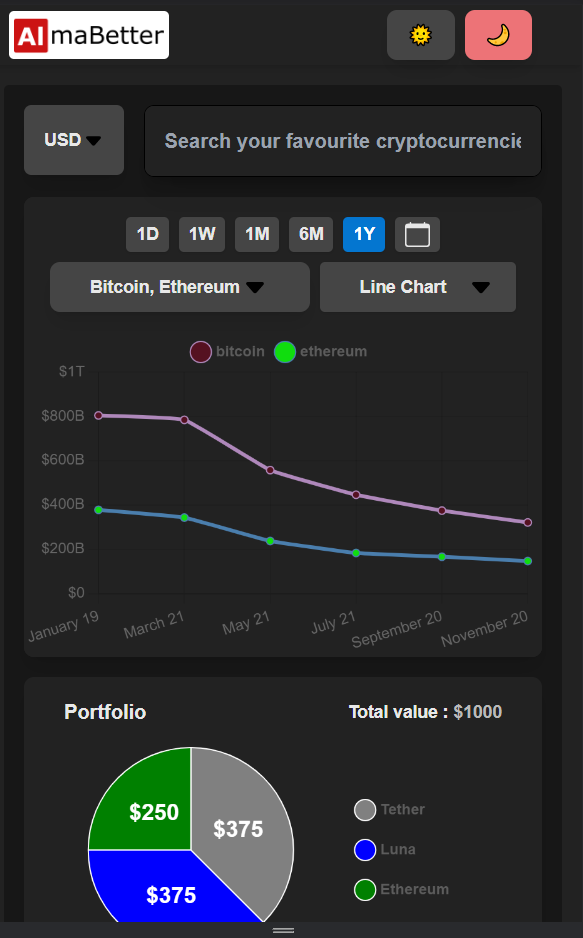 AlmaBetter
USD
Search your favourite cryptocurrencie
1D 1W 1M 6M 1Y
Bitcoin, Ethereum
Line Chart
bitcoin ethereum
$1T
$800B
$600B
$400B
$200B
$0
January 19 March 21 May 21 July 21 September 20 November 20
Portfolio
Total value : $1000
$250
$375
$375
Tether
Luna
Ethereum